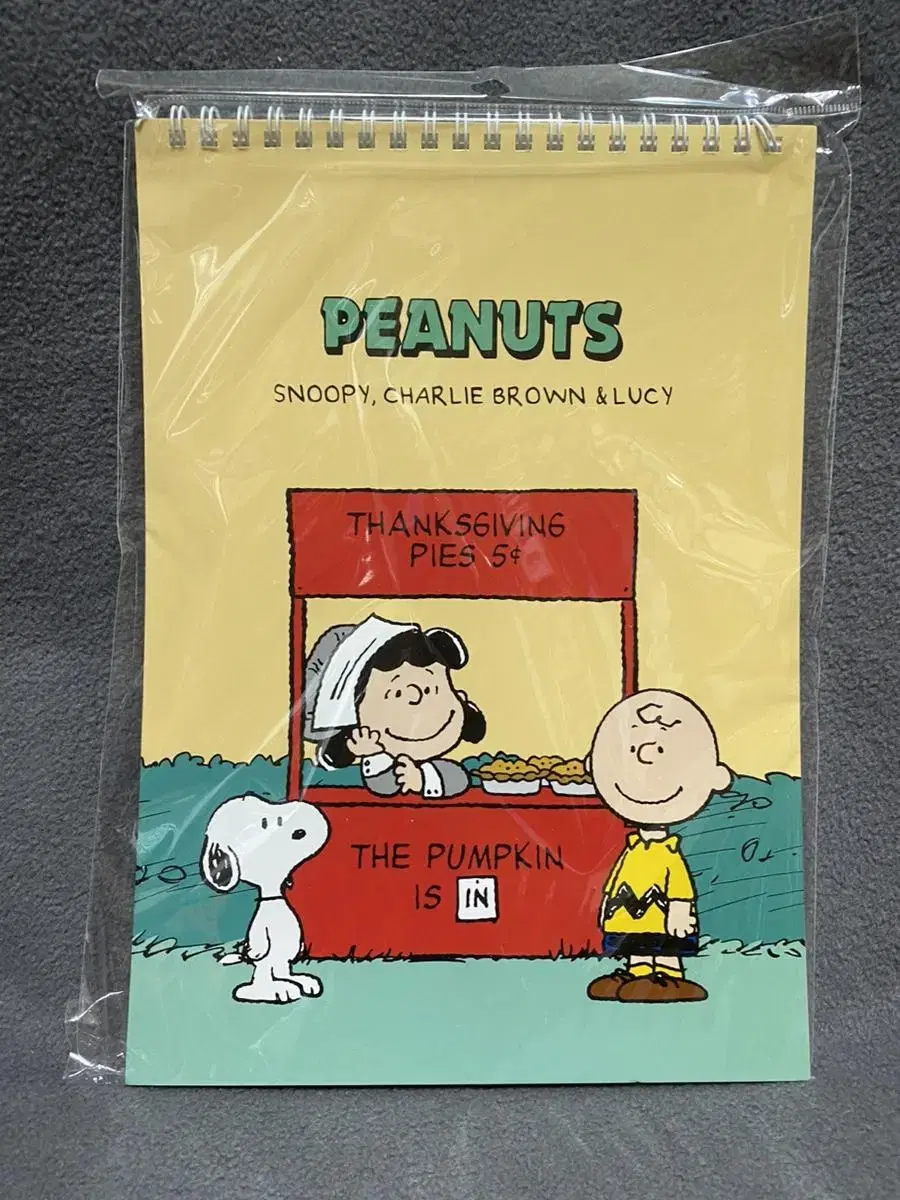 PEANUTS
SNOOPY, CHARLIE BROWN & LUCY
THANKSGIVING
PIES 5¢
THE PUMPKIN
IS IN